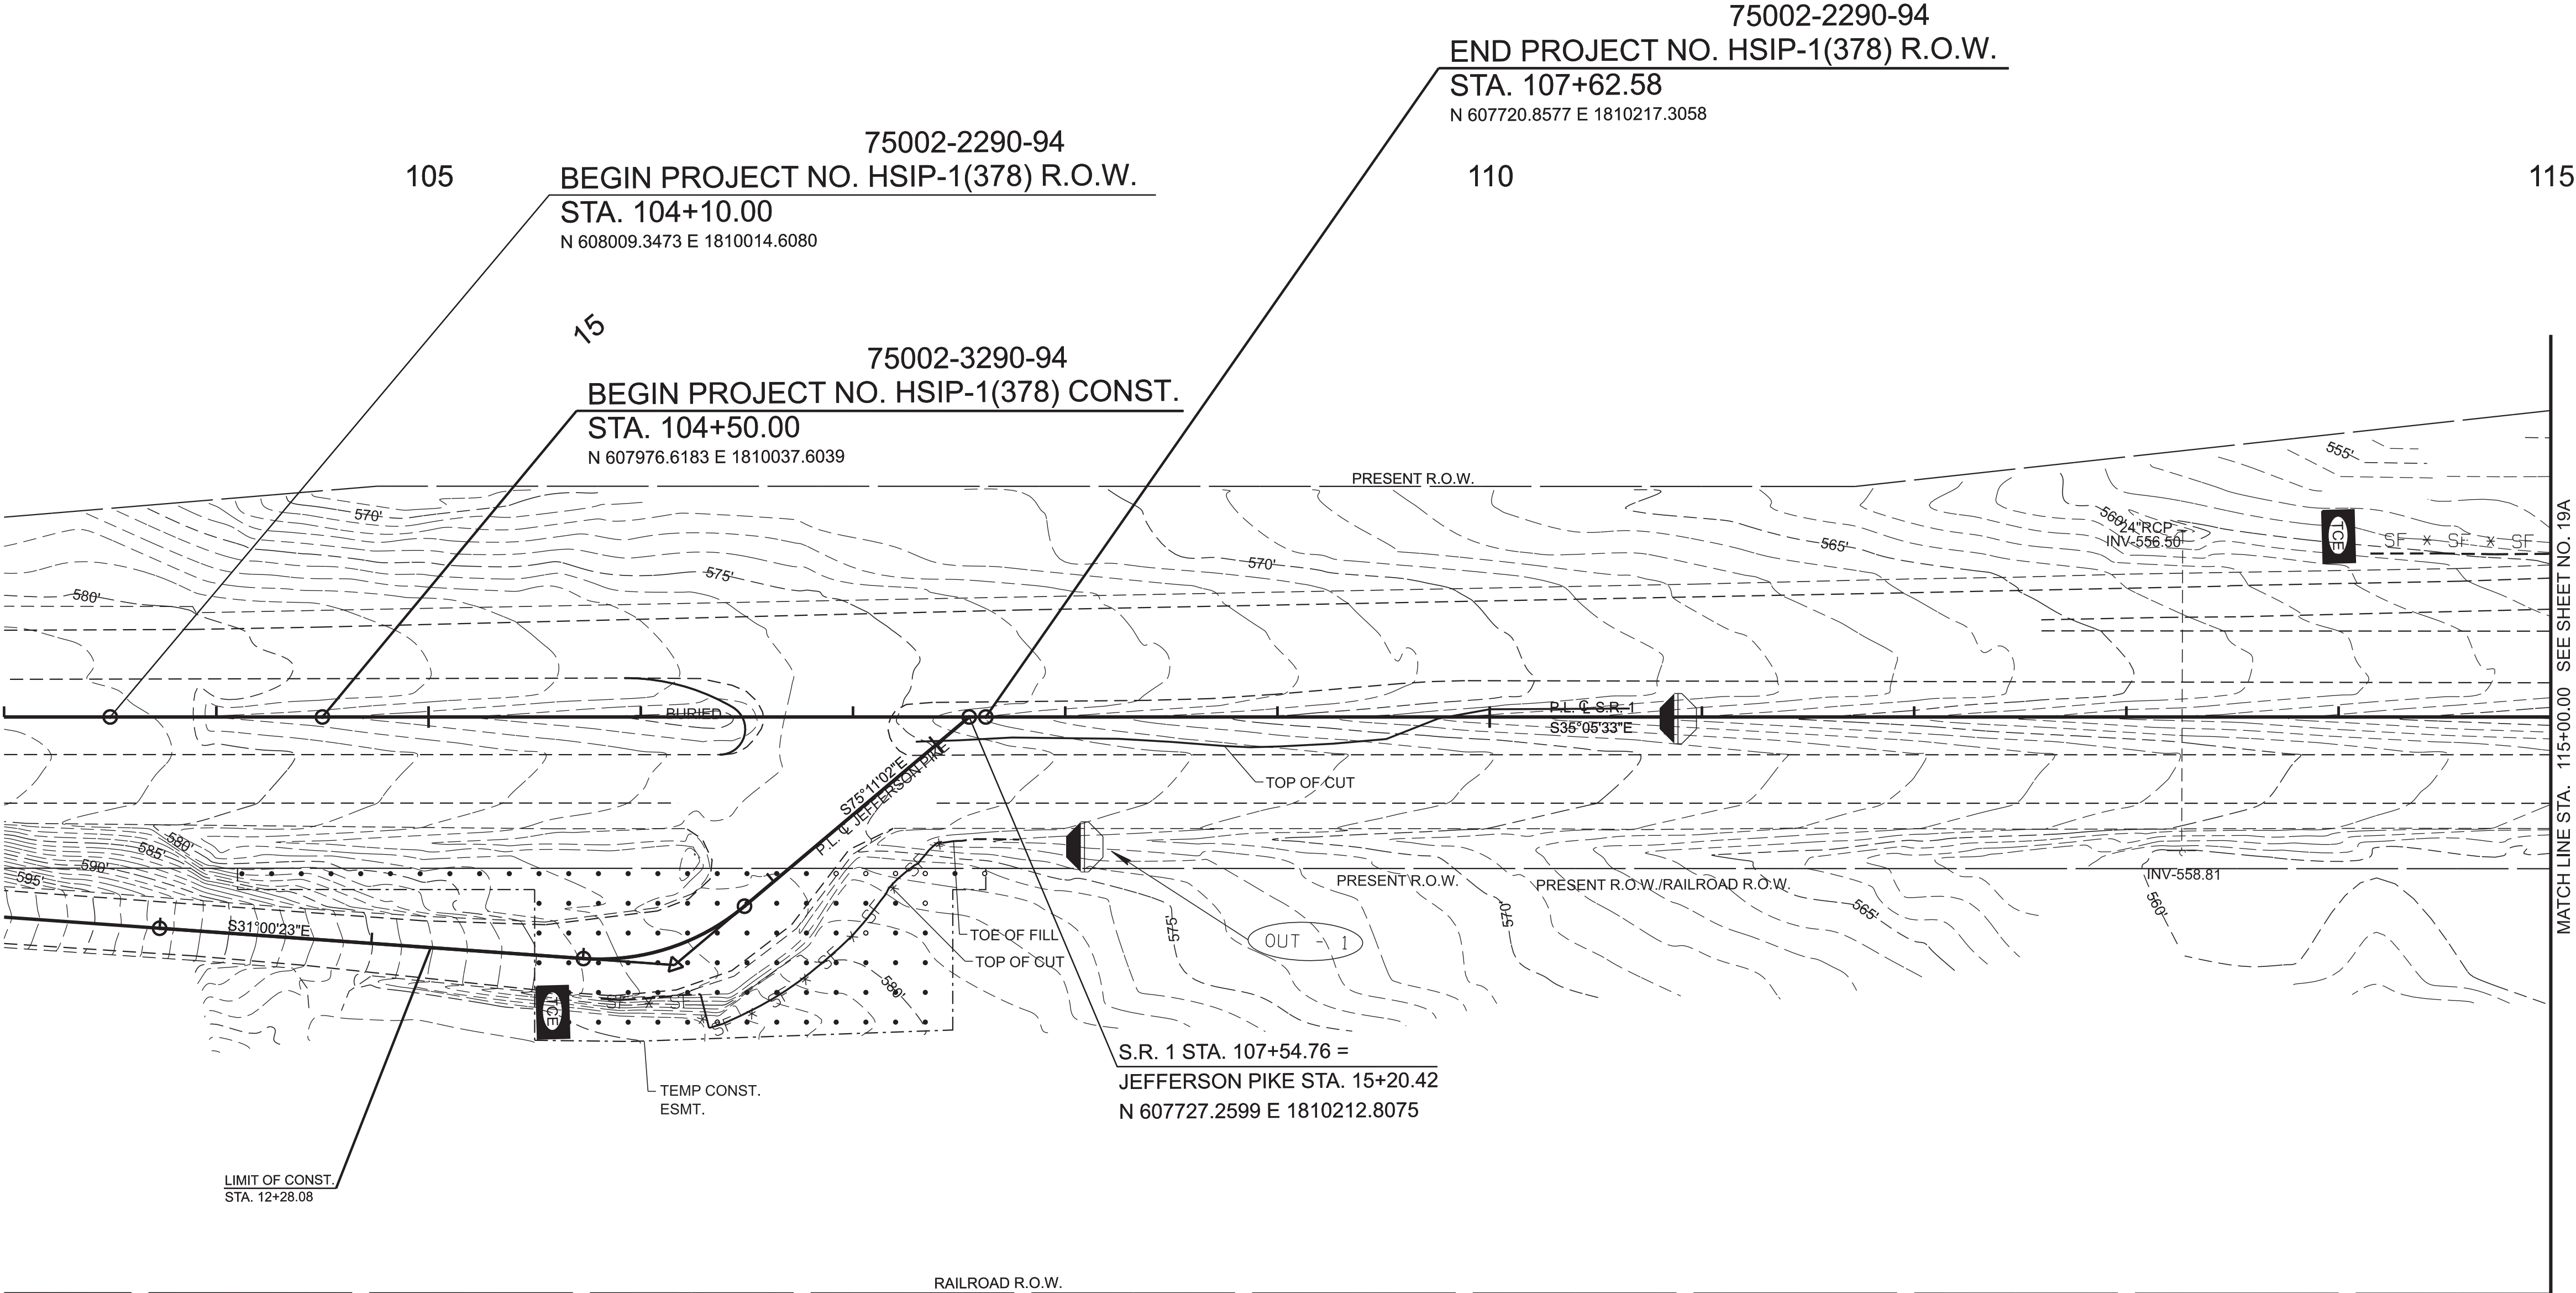 75002-2290-94
END PROJECT NO. HSIP-1(378) R.O.W.
STA. 107+62.58
N 607720.8577 E 1810217.3058
75002-2290-94
BEGIN PROJECT NO. HSIP-1(378) R.O.W.
STA. 104+10.00
N 608009.3473 E 1810014.6080
105
110
115
15
75002-3290-94
BEGIN PROJECT NO. HSIP-1(378) CONST.
STA. 104+50.00
N 607976.6183 E 1810037.6039
PRESENT R.O.W.
555'
570'
560'
24"RCP
INV-556.50
TCE
SF x SF x SF
565'
570'
575'
580'
BURIED
P.L. ℄ S.R. 1
S35°05'33"E
S75°11'02"E
P.L. ℄ JEFFERSON PIKE
TOP OF CUT
580'
585'
590'
595'
S31°00'23"E
PRESENT R.O.W.
PRESENT R.O.W./RAILROAD R.O.W.
INV-558.81
560'
565'
570'
575'
580'
OUT - 1
TOE OF FILL
TOP OF CUT
SF x SF x SF x SF x SF x SF x
TCE
S.R. 1 STA. 107+54.76 =
JEFFERSON PIKE STA. 15+20.42
N 607727.2599 E 1810212.8075
TEMP CONST.
ESMT.
LIMIT OF CONST.
STA. 12+28.08
RAILROAD R.O.W.
MATCH LINE STA. 115+00.00 SEE SHEET NO. 19A